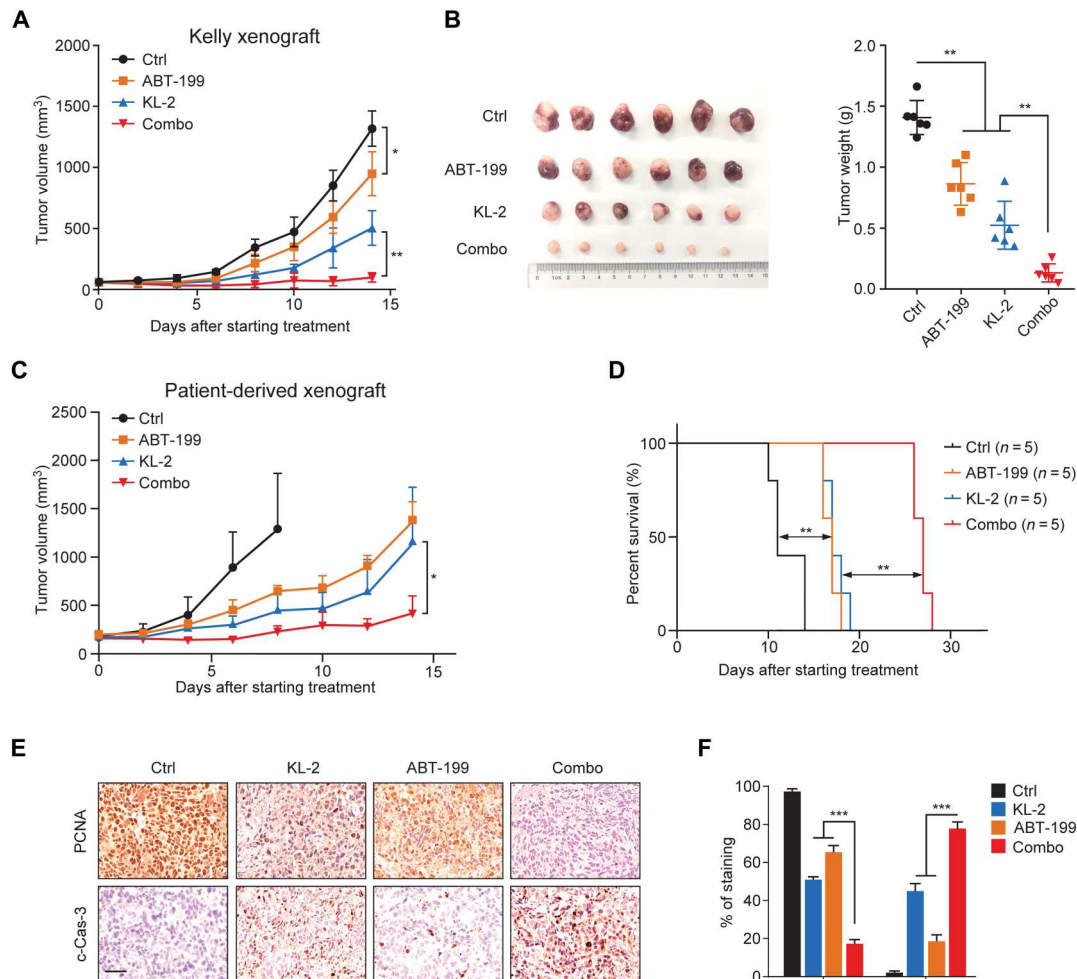 A
Kelly xenograft
Tumor volume (mm³)
2000
1500
1000
500
0
Ctrl
ABT-199
KL-2
Combo
*
**
0
5
10
15
Days after starting treatment
B
Ctrl
ABT-199
KL-2
Combo
Tumor weight (g)
2.0
1.5
1.0
0.5
0.0
**
**
Ctrl
ABT-199
KL-2
Combo
C
Patient-derived xenograft
Tumor volume (mm³)
2500
2000
1500
1000
500
0
Ctrl
ABT-199
KL-2
Combo
*
0
5
10
15
Days after starting treatment
D
Percent survival (%)
100
50
0
**
**
Ctrl (n = 5)
ABT-199 (n = 5)
KL-2 (n = 5)
Combo (n = 5)
0
10
20
30
Days after starting treatment
E
Ctrl
KL-2
ABT-199
Combo
PCNA
c-Cas-3
F
% of staining
100
80
60
40
20
0
***
***
Ctrl
KL-2
ABT-199
Combo